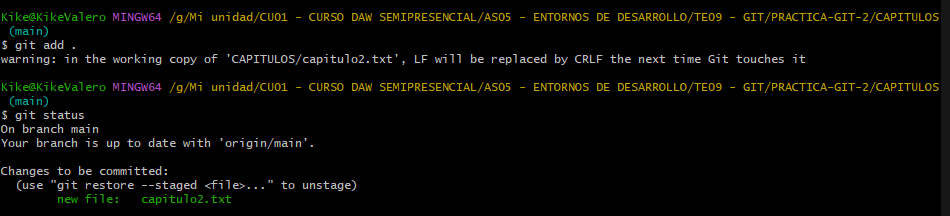 Kike@KikeValero MINGW64 /g/Mi unidad/CU01 - CURSO DAW SEMIPRESENCIAL/AS05 - ENTORNOS DE DESARROLLO/TE09 - GIT/PRACTICA-GIT-2/CAPITULOS
(main)
$ git add .
warning: in the working copy of 'CAPITULOS/capitulo2.txt', LF will be replaced by CRLF the next time Git touches it
Kike@KikeValero MINGW64 /g/Mi unidad/CU01 - CURSO DAW SEMIPRESENCIAL/AS05 - ENTORNOS DE DESARROLLO/TE09 - GIT/PRACTICA-GIT-2/CAPITULOS
(main)
$ git status
On branch main
Your branch is up to date with 'origin/main'.
Changes to be committed:
(use "git restore --staged <file>..." to unstage)
new file:   capitulo2.txt